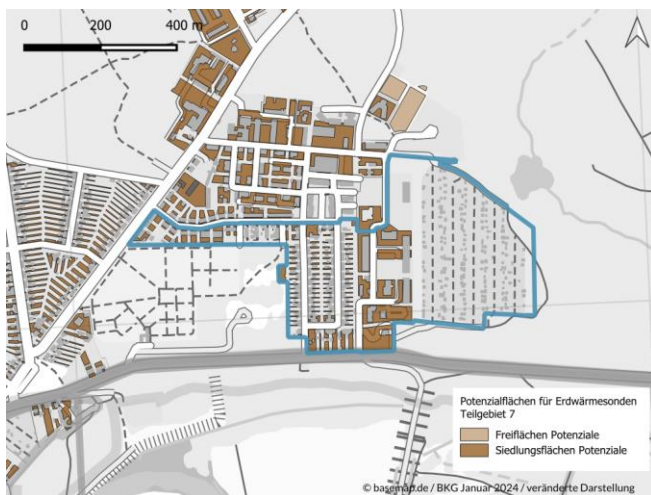 0 200 400 m
Potenzialflächen für Erdwärmesonden
Teilgebiet 7
Freiflächen Potenziale
Siedlungsflächen Potenziale
© basemap.de / BKG Januar 2024 / veränderte Darstellung